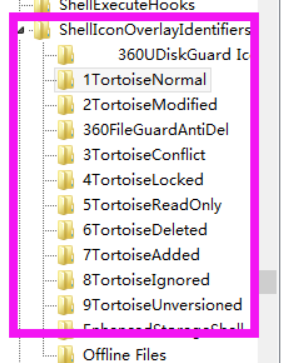 ShellExecuteHooks
ShellIconOverlayIdentifiers
360UDiskGuard Ic
1TortoiseNormal
2TortoiseModified
360FileGuardAntiDel
3TortoiseConflict
4TortoiseLocked
5TortoiseReadOnly
6TortoiseDeleted
7TortoiseAdded
8TortoiseIgnored
9TortoiseUnversioned
EnhancedStorageShell
Offline Files